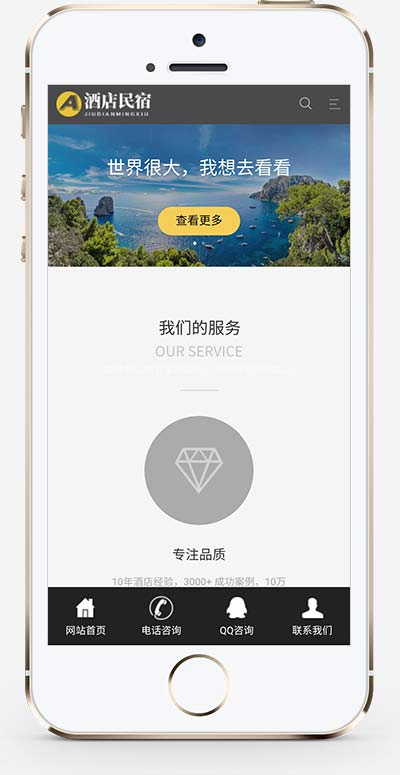 酒店民宿
JIUDIANMINGXIU
世界很大，我想去看看
查看更多
我们的服务
OUR SERVICE
专注品质
10年酒店经验，3000+ 成功案例，10万
网站首页
电话咨询
QQ咨询
联系我们